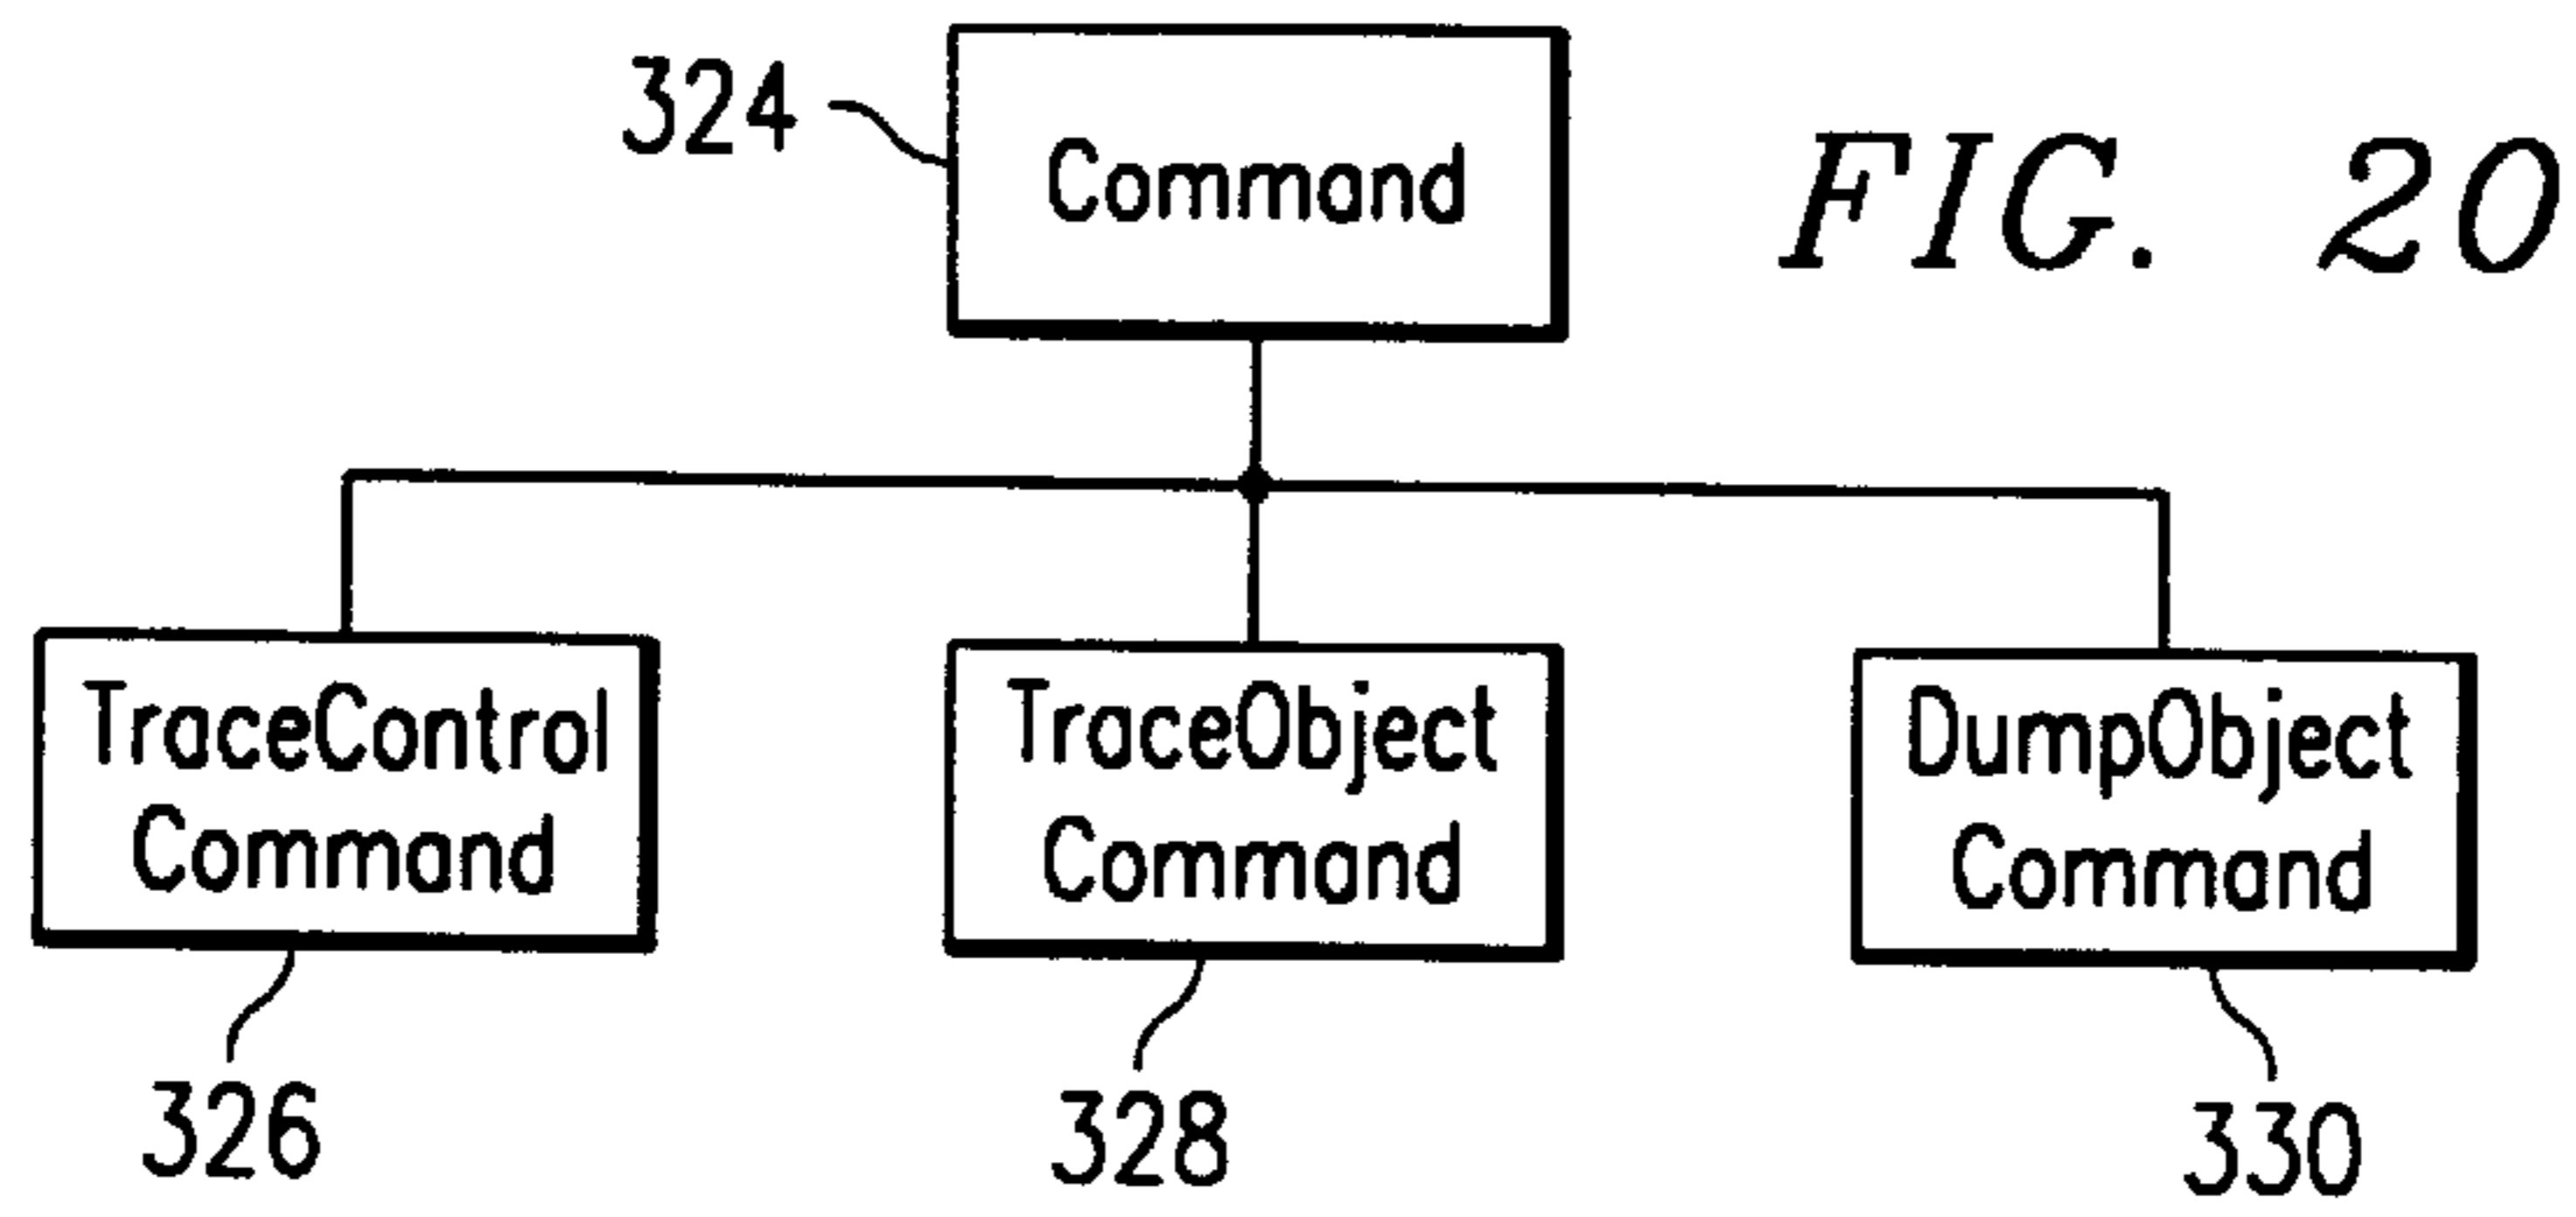 324
Command
FIG. 20
TraceControl
Command
TraceObject
Command
DumpObject
Command
326
328
330